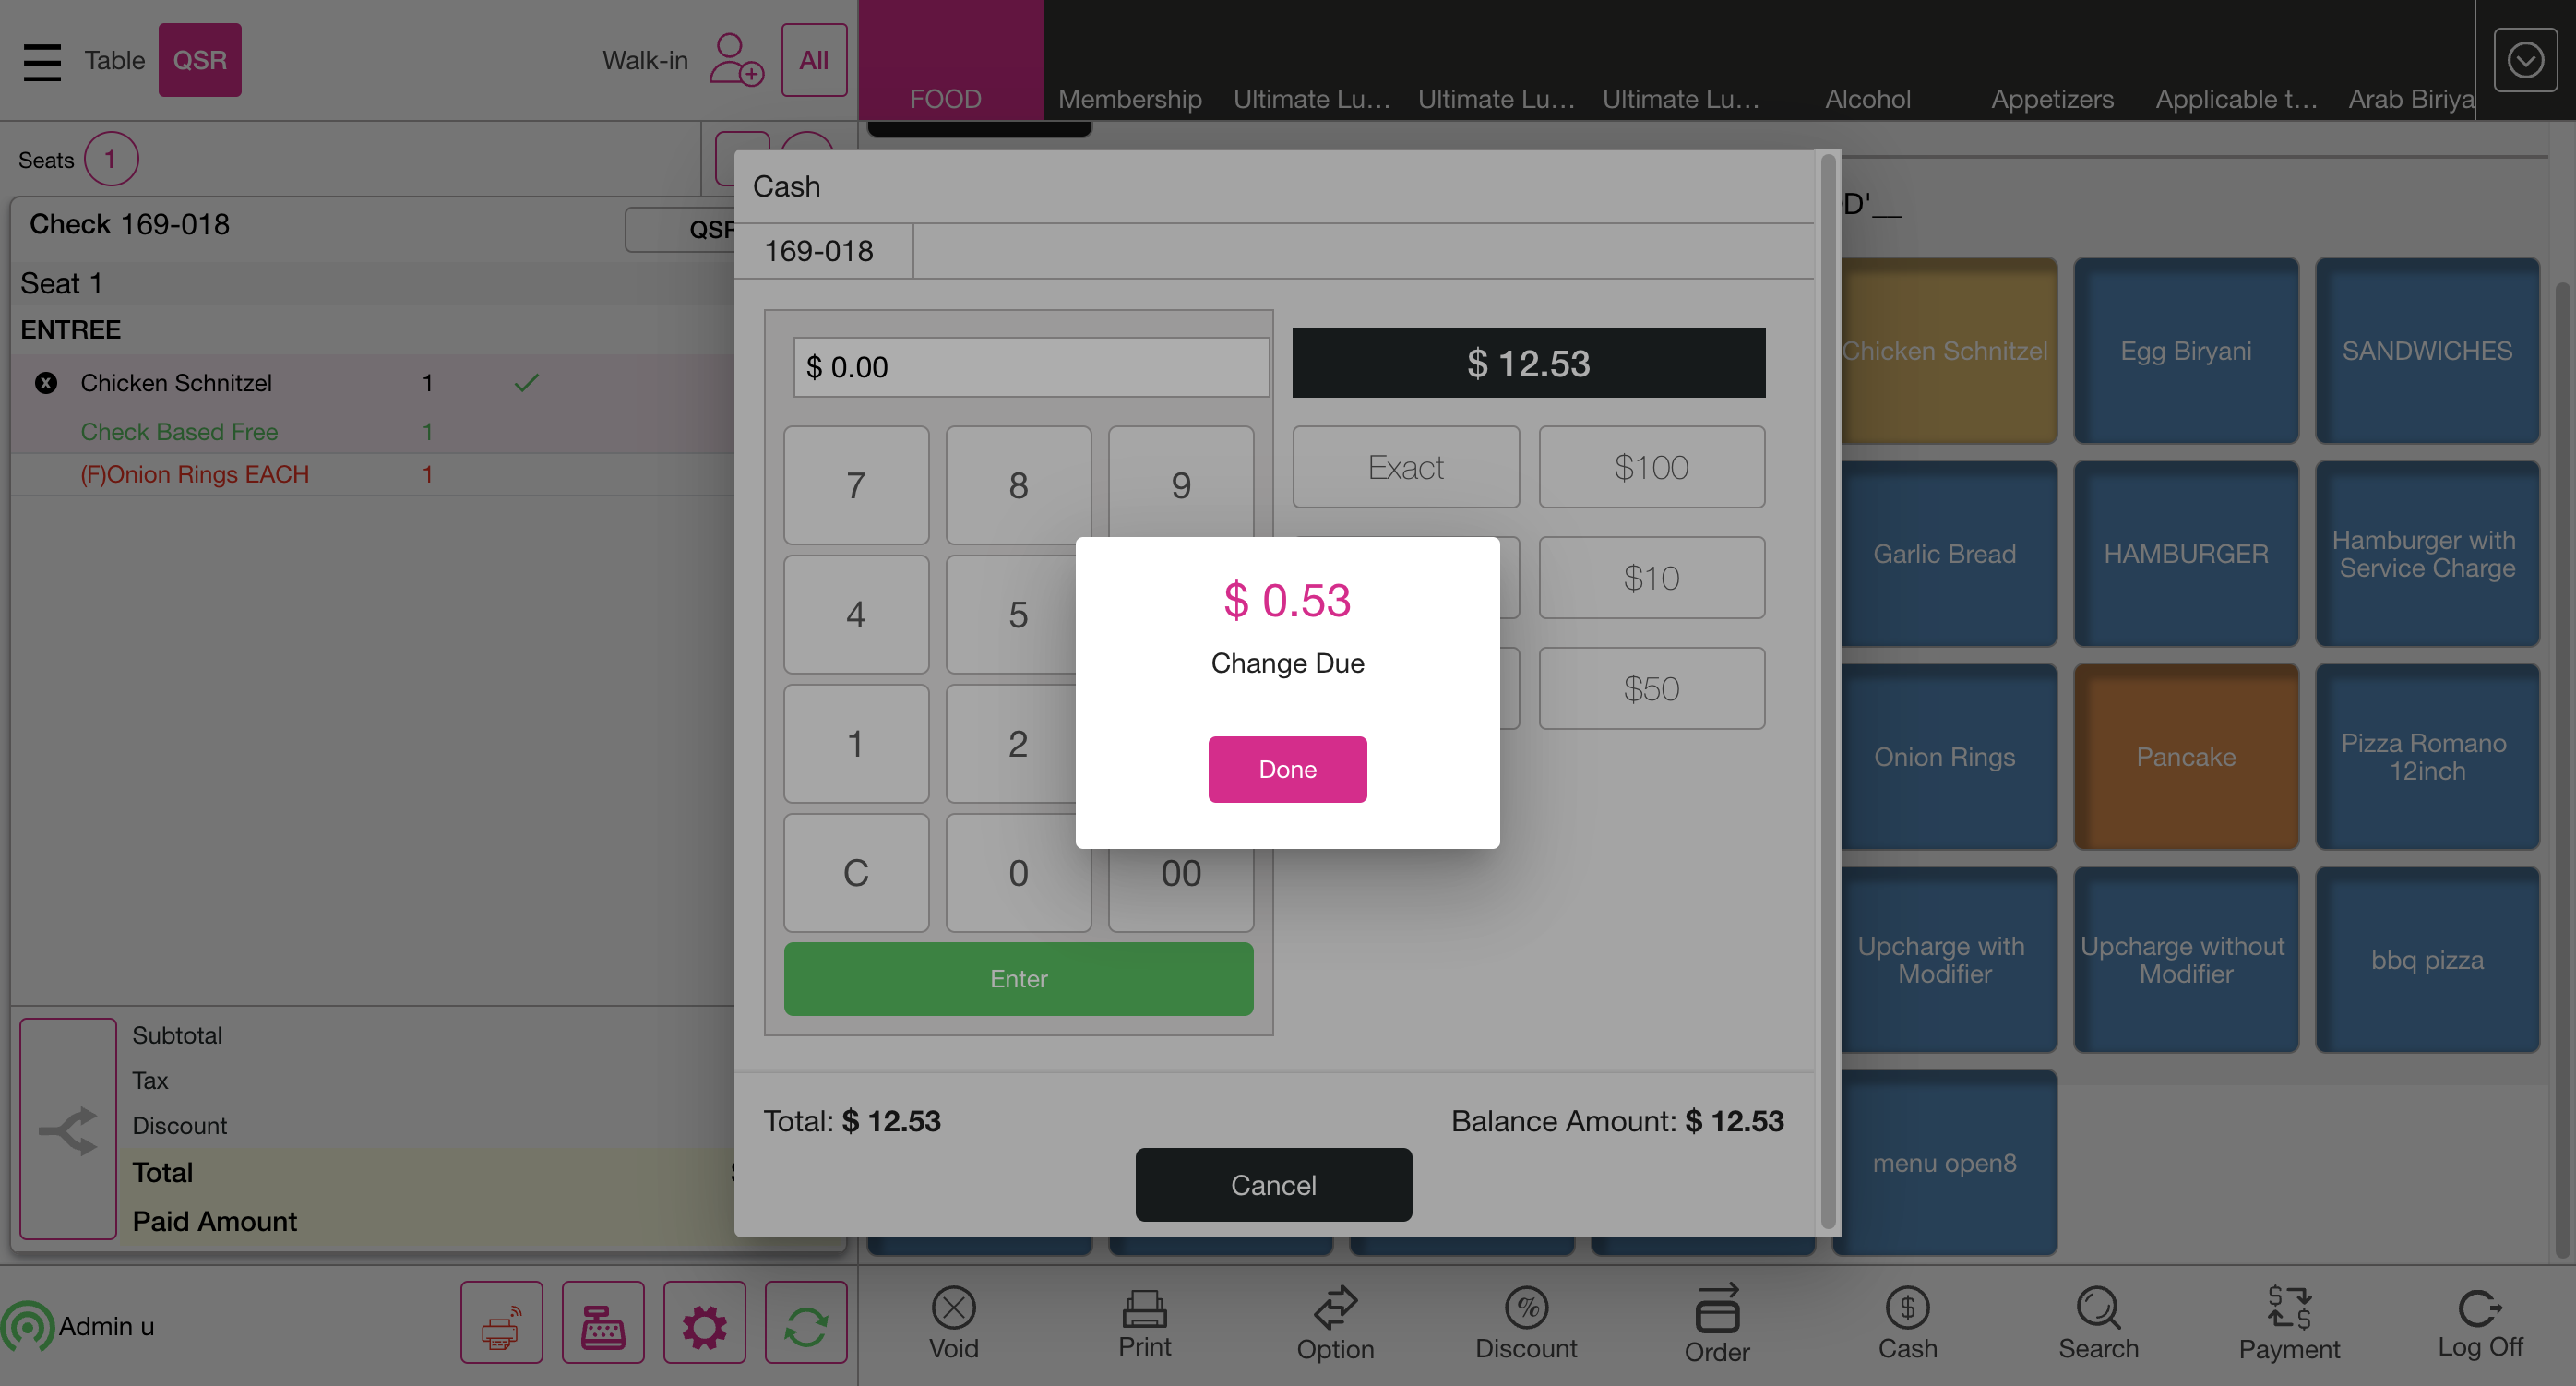 Table
QSR
Walk-in
All
FOOD
Membership
Ultimate Lu...
Ultimate Lu...
Ultimate Lu...
Alcohol
Appetizers
Applicable t...
Arab Biriya
Seats 1
Check 169-018
QSR
Seat 1
ENTREE
Chicken Schnitzel 1
Check Based Free 1
(F)Onion Rings EACH 1
Subtotal
Tax
Discount
Total
Paid Amount
Cash
169-018
$ 0.00
$ 12.53
7 8 9
4 5
1 2
C 0 00
Enter
Exact
$100
$10
$50
$ 0.53
Change Due
Done
Total: $ 12.53
Balance Amount: $ 12.53
Cancel
D'__
Chicken Schnitzel
Egg Biryani
SANDWICHES
Garlic Bread
HAMBURGER
Hamburger with
Service Charge
Onion Rings
Pancake
Pizza Romano
12inch
Upcharge with
Modifier
Upcharge without
Modifier
bbq pizza
menu open8
Admin u
Void
Print
Option
Discount
Order
Cash
Search
Payment
Log Off